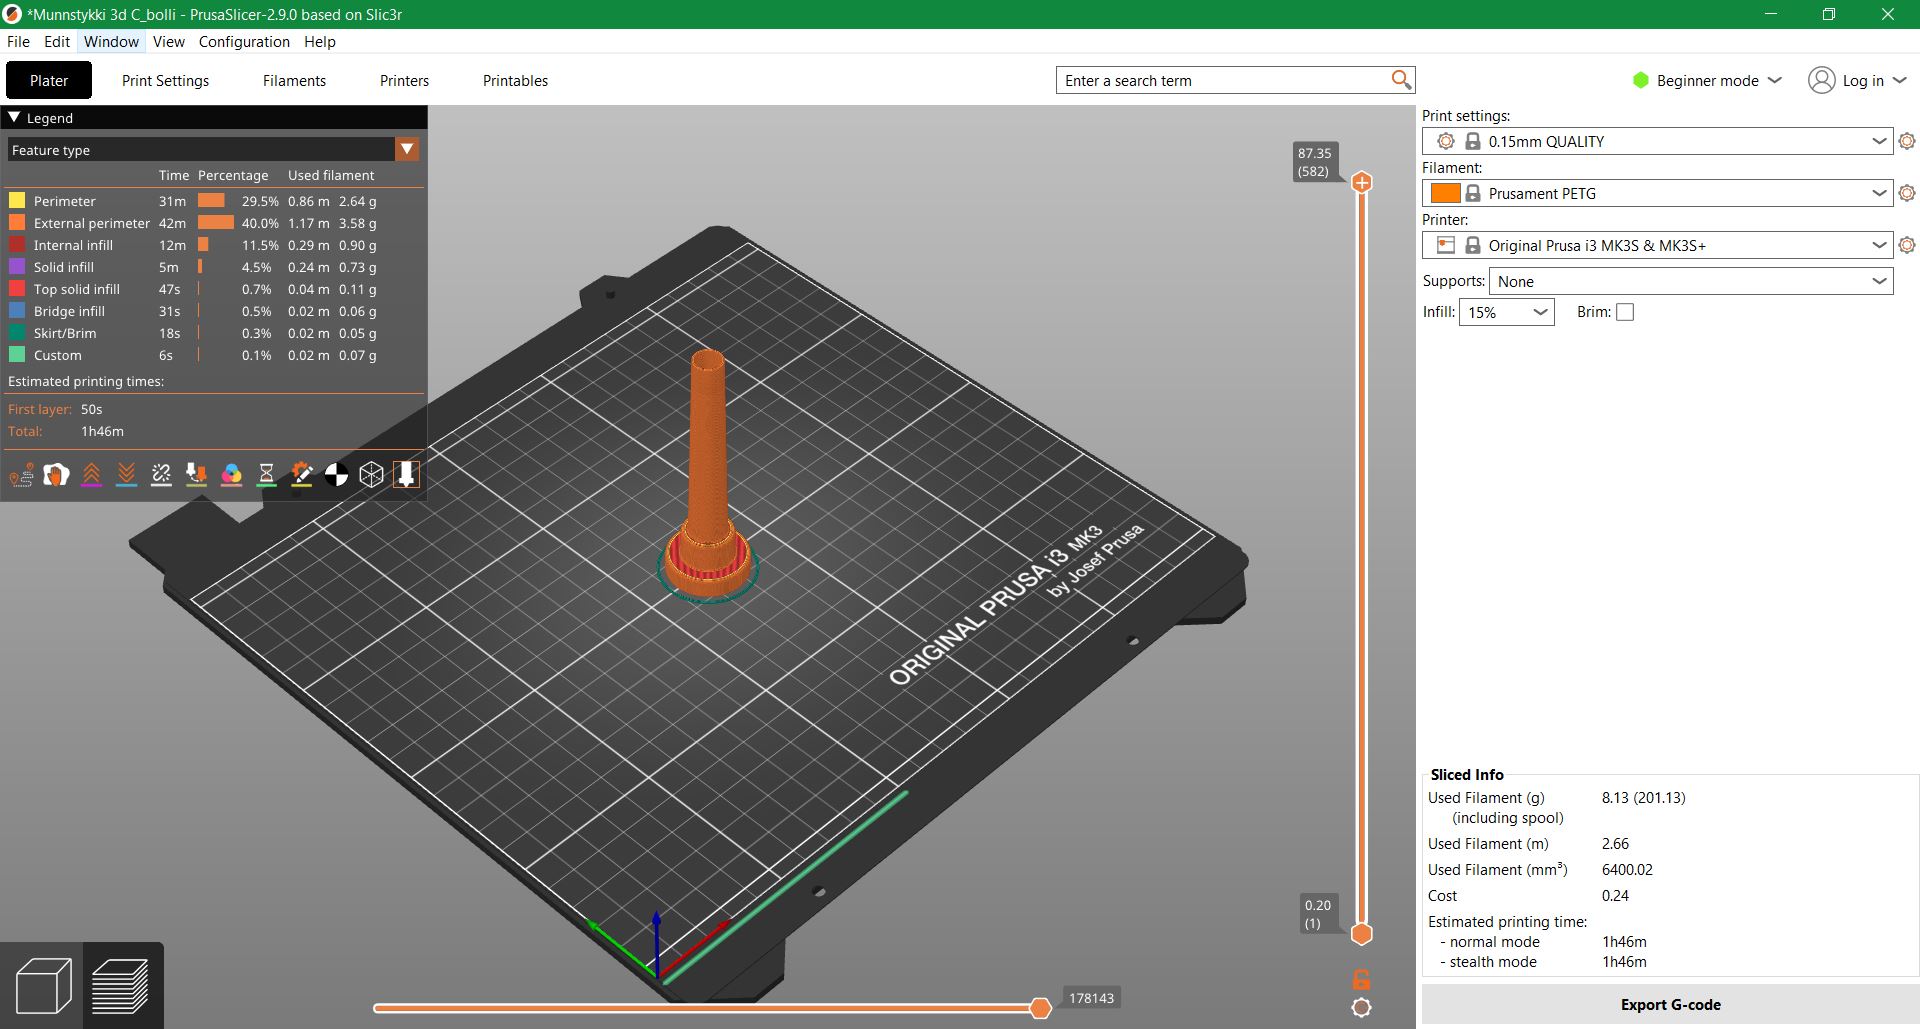 *Munnstykki 3d C_bolli - PrusaSlicer-2.9.0 based on Slic3r
File Edit Window View Configuration Help
Plater Print Settings Filaments Printers Printables
Enter a search term
Beginner mode
Log in
Legend
Feature type
Time Percentage Used filament
Perimeter 31m 29.5% 0.86 m 2.64 g
External perimeter 42m 40.0% 1.17 m 3.58 g
Internal infill 12m 11.5% 0.29 m 0.90 g
Solid infill 5m 4.5% 0.24 m 0.73 g
Top solid infill 47s 0.7% 0.04 m 0.11 g
Bridge infill 31s 0.5% 0.02 m 0.06 g
Skirt/Brim 18s 0.3% 0.02 m 0.05 g
Custom 6s 0.1% 0.02 m 0.07 g
Estimated printing times:
First layer: 50s
Total: 1h46m
87.35
(582)
ORIGINAL PRUSA i3 MK3
by Josef Prusa
0.20
(1)
178143
Print settings:
0.15mm QUALITY
Filament:
Prusament PETG
Printer:
Original Prusa i3 MK3S & MK3S+
Supports: None
Infill: 15% Brim:
Sliced Info
Used Filament (g) 8.13 (201.13)
(including spool)
Used Filament (m) 2.66
Used Filament (mm³) 6400.02
Cost 0.24
Estimated printing time:
- normal mode 1h46m
- stealth mode 1h46m
Export G-code